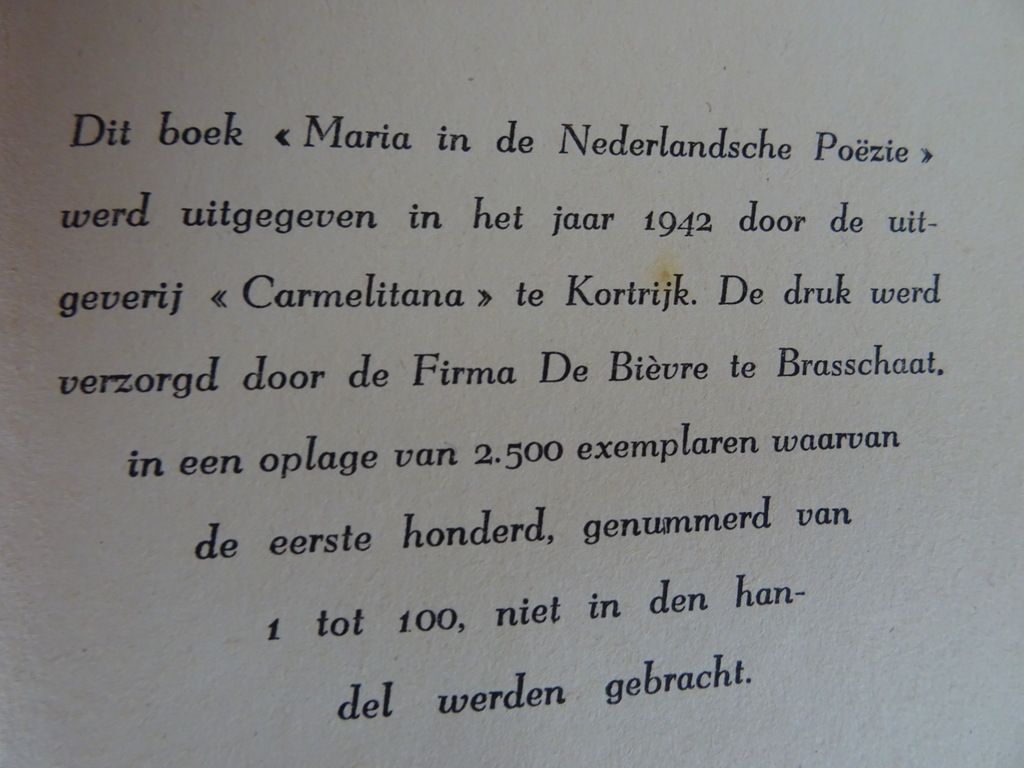 Dit boek « Maria in de Nederlandsche Poëzie »
werd uitgegeven in het jaar 1942 door de uit-
geverij « Carmelitana » te Kortrijk. De druk werd
verzorgd door de Firma De Bièvre te Brasschaat.
in een oplage van 2.500 exemplaren waarvan
de eerste honderd, genummerd van
1 tot 100, niet in den han-
del werden gebracht.